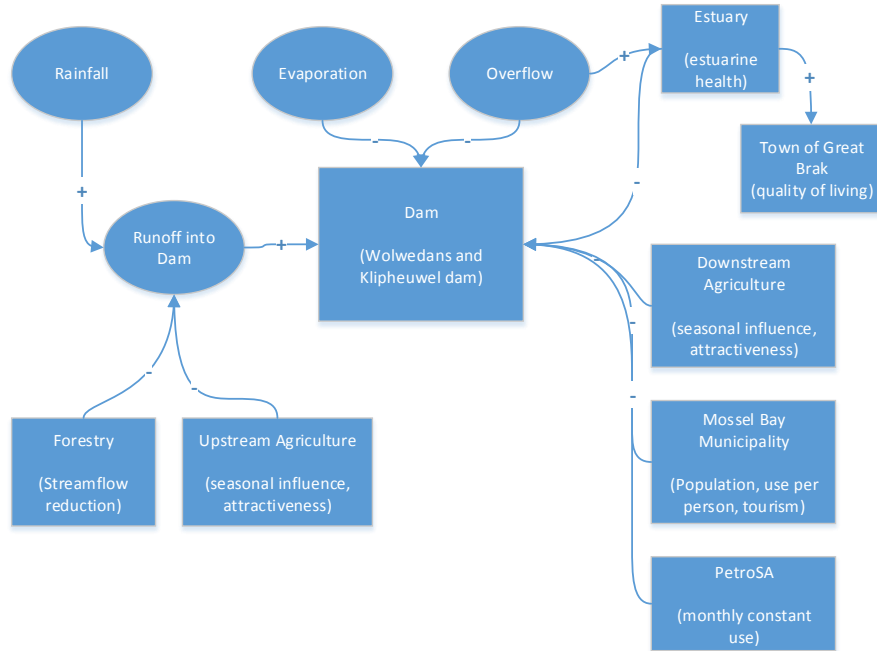 Estuary
(estuarine
health)
Rainfall
Evaporation
Overflow
+
+
-
-
Town of Great
Brak
(quality of living)
+
-
Dam
(Wolwedans and
Klipheuwel dam)
Runoff into
Dam
+
-
-
-
Downstream
Agriculture
(seasonal influence,
attractiveness)
-
-
Forestry
(Streamflow
reduction)
Upstream Agriculture
(seasonal influence,
attractiveness)
Mossel Bay
Municipality
(Population, use per
person, tourism)
PetroSA
(monthly constant
use)